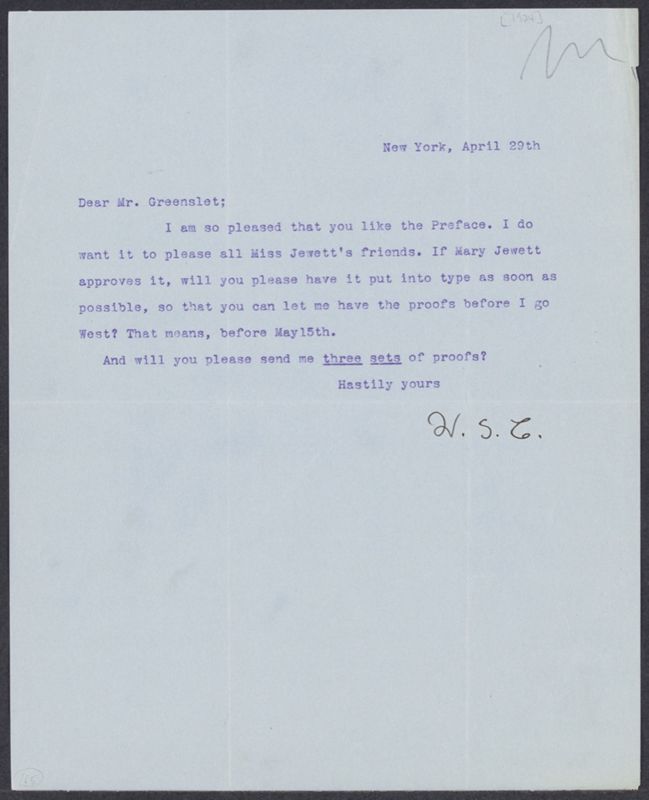 [1924]
New York, April 29th
Dear Mr. Greenslet;
I am so pleased that you like the Preface. I do
want it to please all Miss Jewett's friends. If Mary Jewett
approves it, will you please have it put into type as soon as
possible, so that you can let me have the proofs before I go
West? That means, before May15th.
And will you please send me three sets of proofs?
Hastily yours
W. S. C.